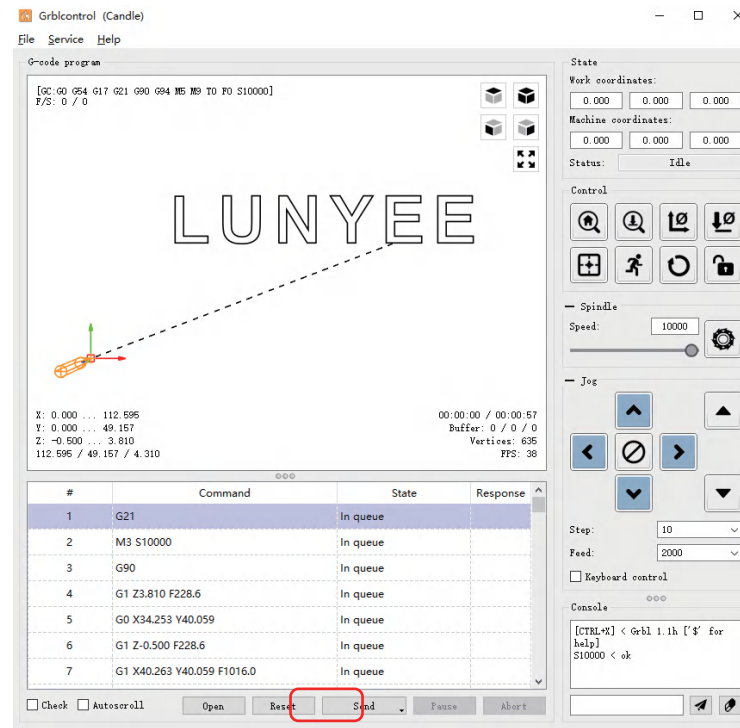 Grblcontrol (Candle)
File Service Help
G-code program
[GC:G0 G54 G17 G21 G90 G94 M5 M9 T0 F0 S10000]
F/S: 0 / 0
LUNYEE
X: 0.000 ... 112.595
Y: 0.000 ... 49.157
Z: -0.500 ... 3.810
112.595 / 49.157 / 4.310
00:00:00 / 00:00:57
Buffer: 0 / 0 / 0
Vertices: 635
FPS: 38
# Command State Response
1 G21 In queue
2 M3 S10000 In queue
3 G90 In queue
4 G1 Z3.810 F228.6 In queue
5 G0 X34.253 Y40.059 In queue
6 G1 Z-0.500 F228.6 In queue
7 G1 X40.263 Y40.059 F1016.0 In queue
Check Autoscroll Open Reset Send Pause Abort
State
Work coordinates:
0.000 0.000 0.000
Machine coordinates:
0.000 0.000 0.000
Status: Idle
Control
Spindle
Speed: 10000
Jog
Step: 10
Feed: 2000
Keyboard control
Console
[CTRL+X] < Grbl 1.1h ['$' for
help]
S10000 < ok